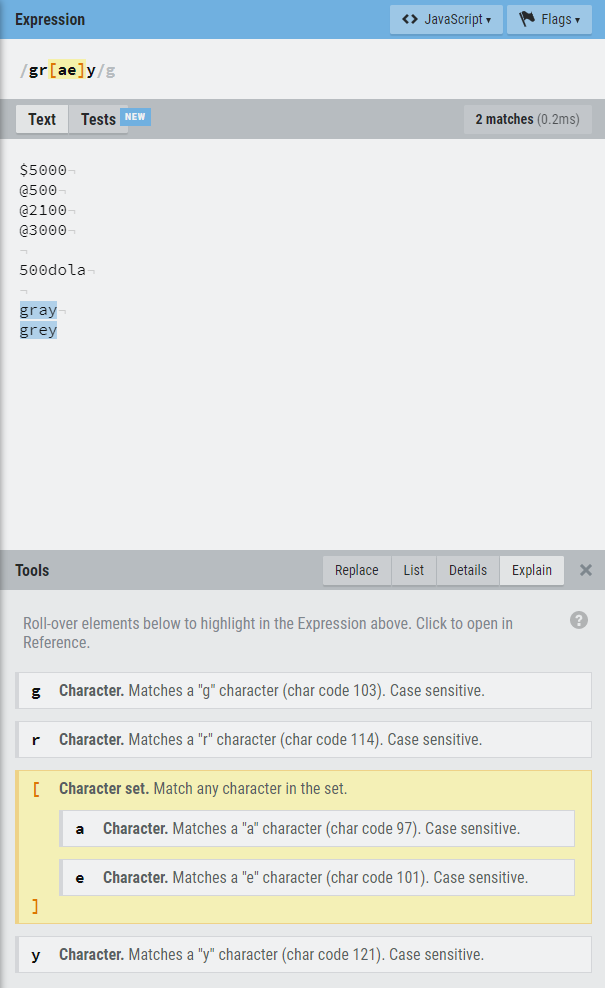 Expression
<> JavaScript ▾
Flags ▾
/gr[ae]y/g
Text
Tests NEW
2 matches (0.2ms)
$5000¬
@500¬
@2100¬
@3000¬
¬
500dola¬
¬
gray¬
grey
Tools
Replace
List
Details
Explain
×
Roll-over elements below to highlight in the Expression above. Click to open in
Reference.
?
g Character. Matches a "g" character (char code 103). Case sensitive.
r Character. Matches a "r" character (char code 114). Case sensitive.
[ Character set. Match any character in the set.
a Character. Matches a "a" character (char code 97). Case sensitive.
e Character. Matches a "e" character (char code 101). Case sensitive.
]
y Character. Matches a "y" character (char code 121). Case sensitive.